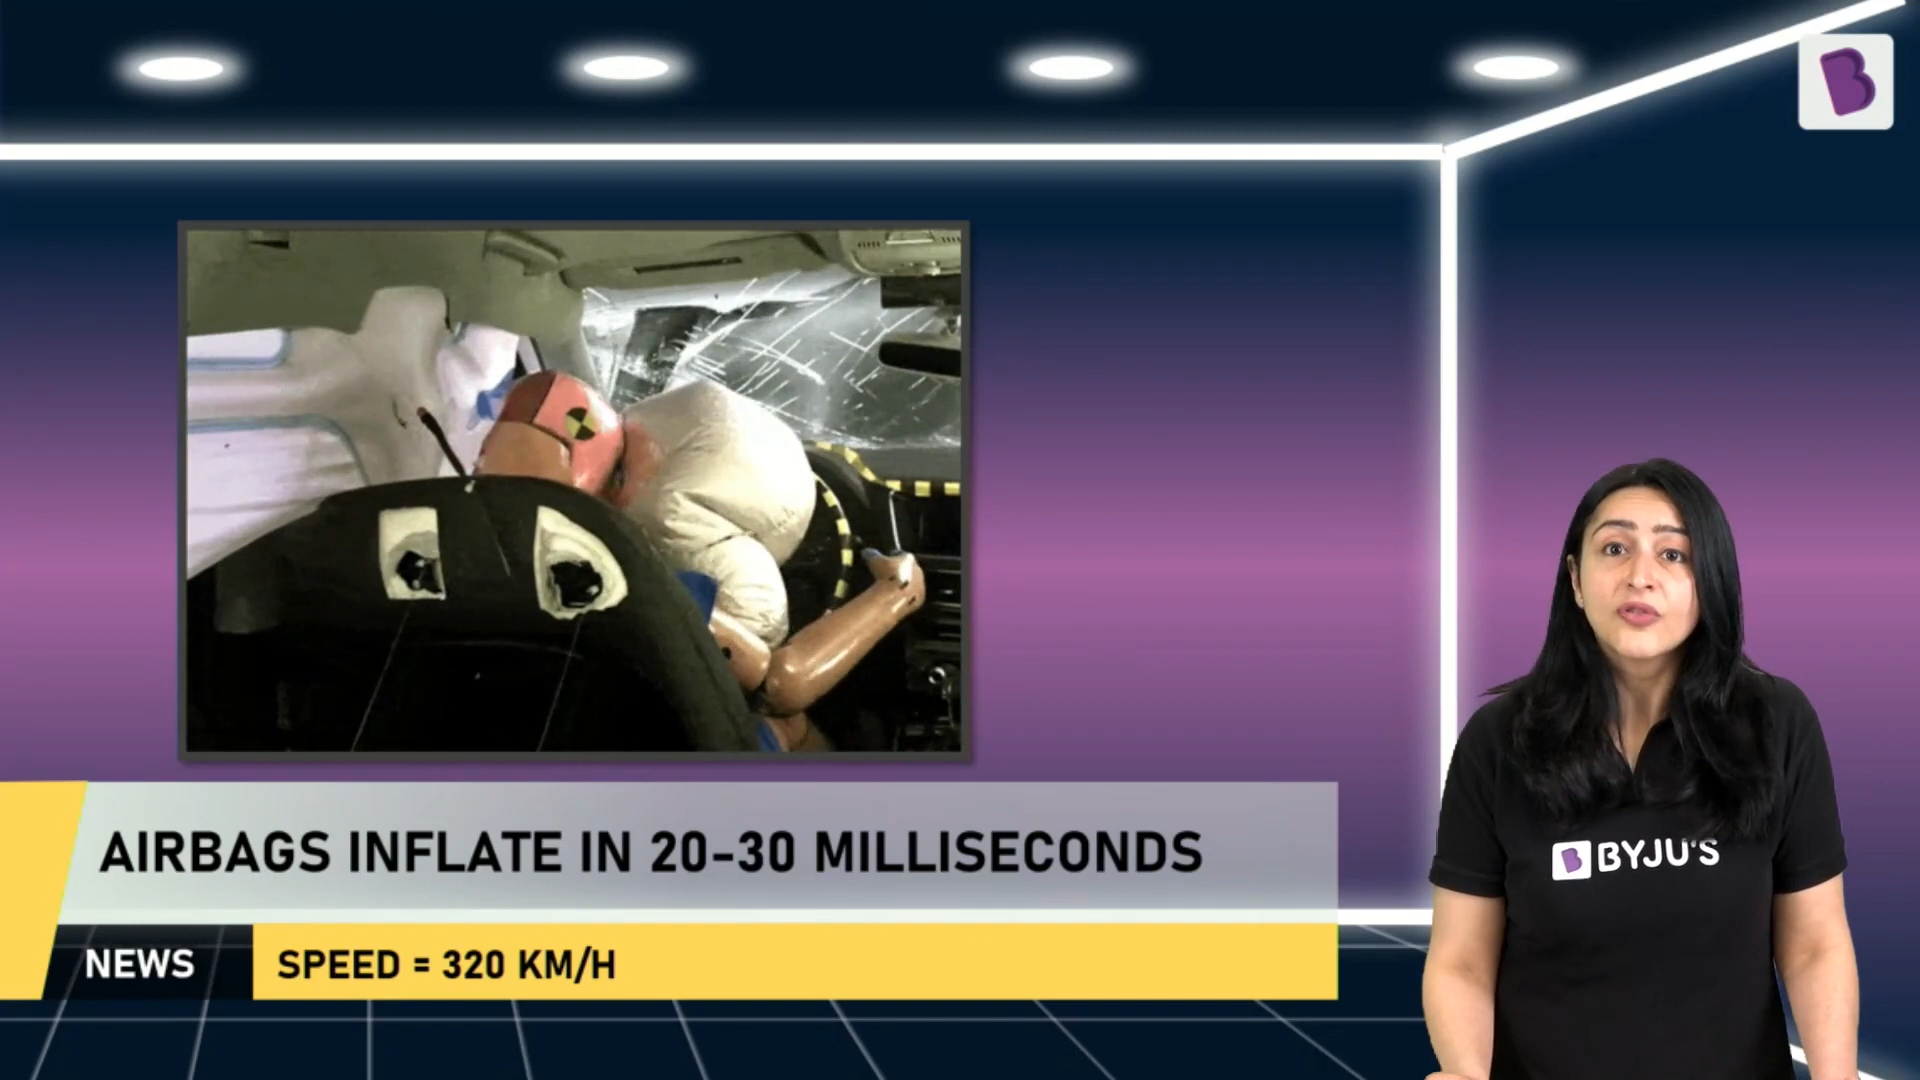 AIRBAGS INFLATE IN 20-30 MILLISECONDS
NEWS
SPEED = 320 KM/H
BYJU'S